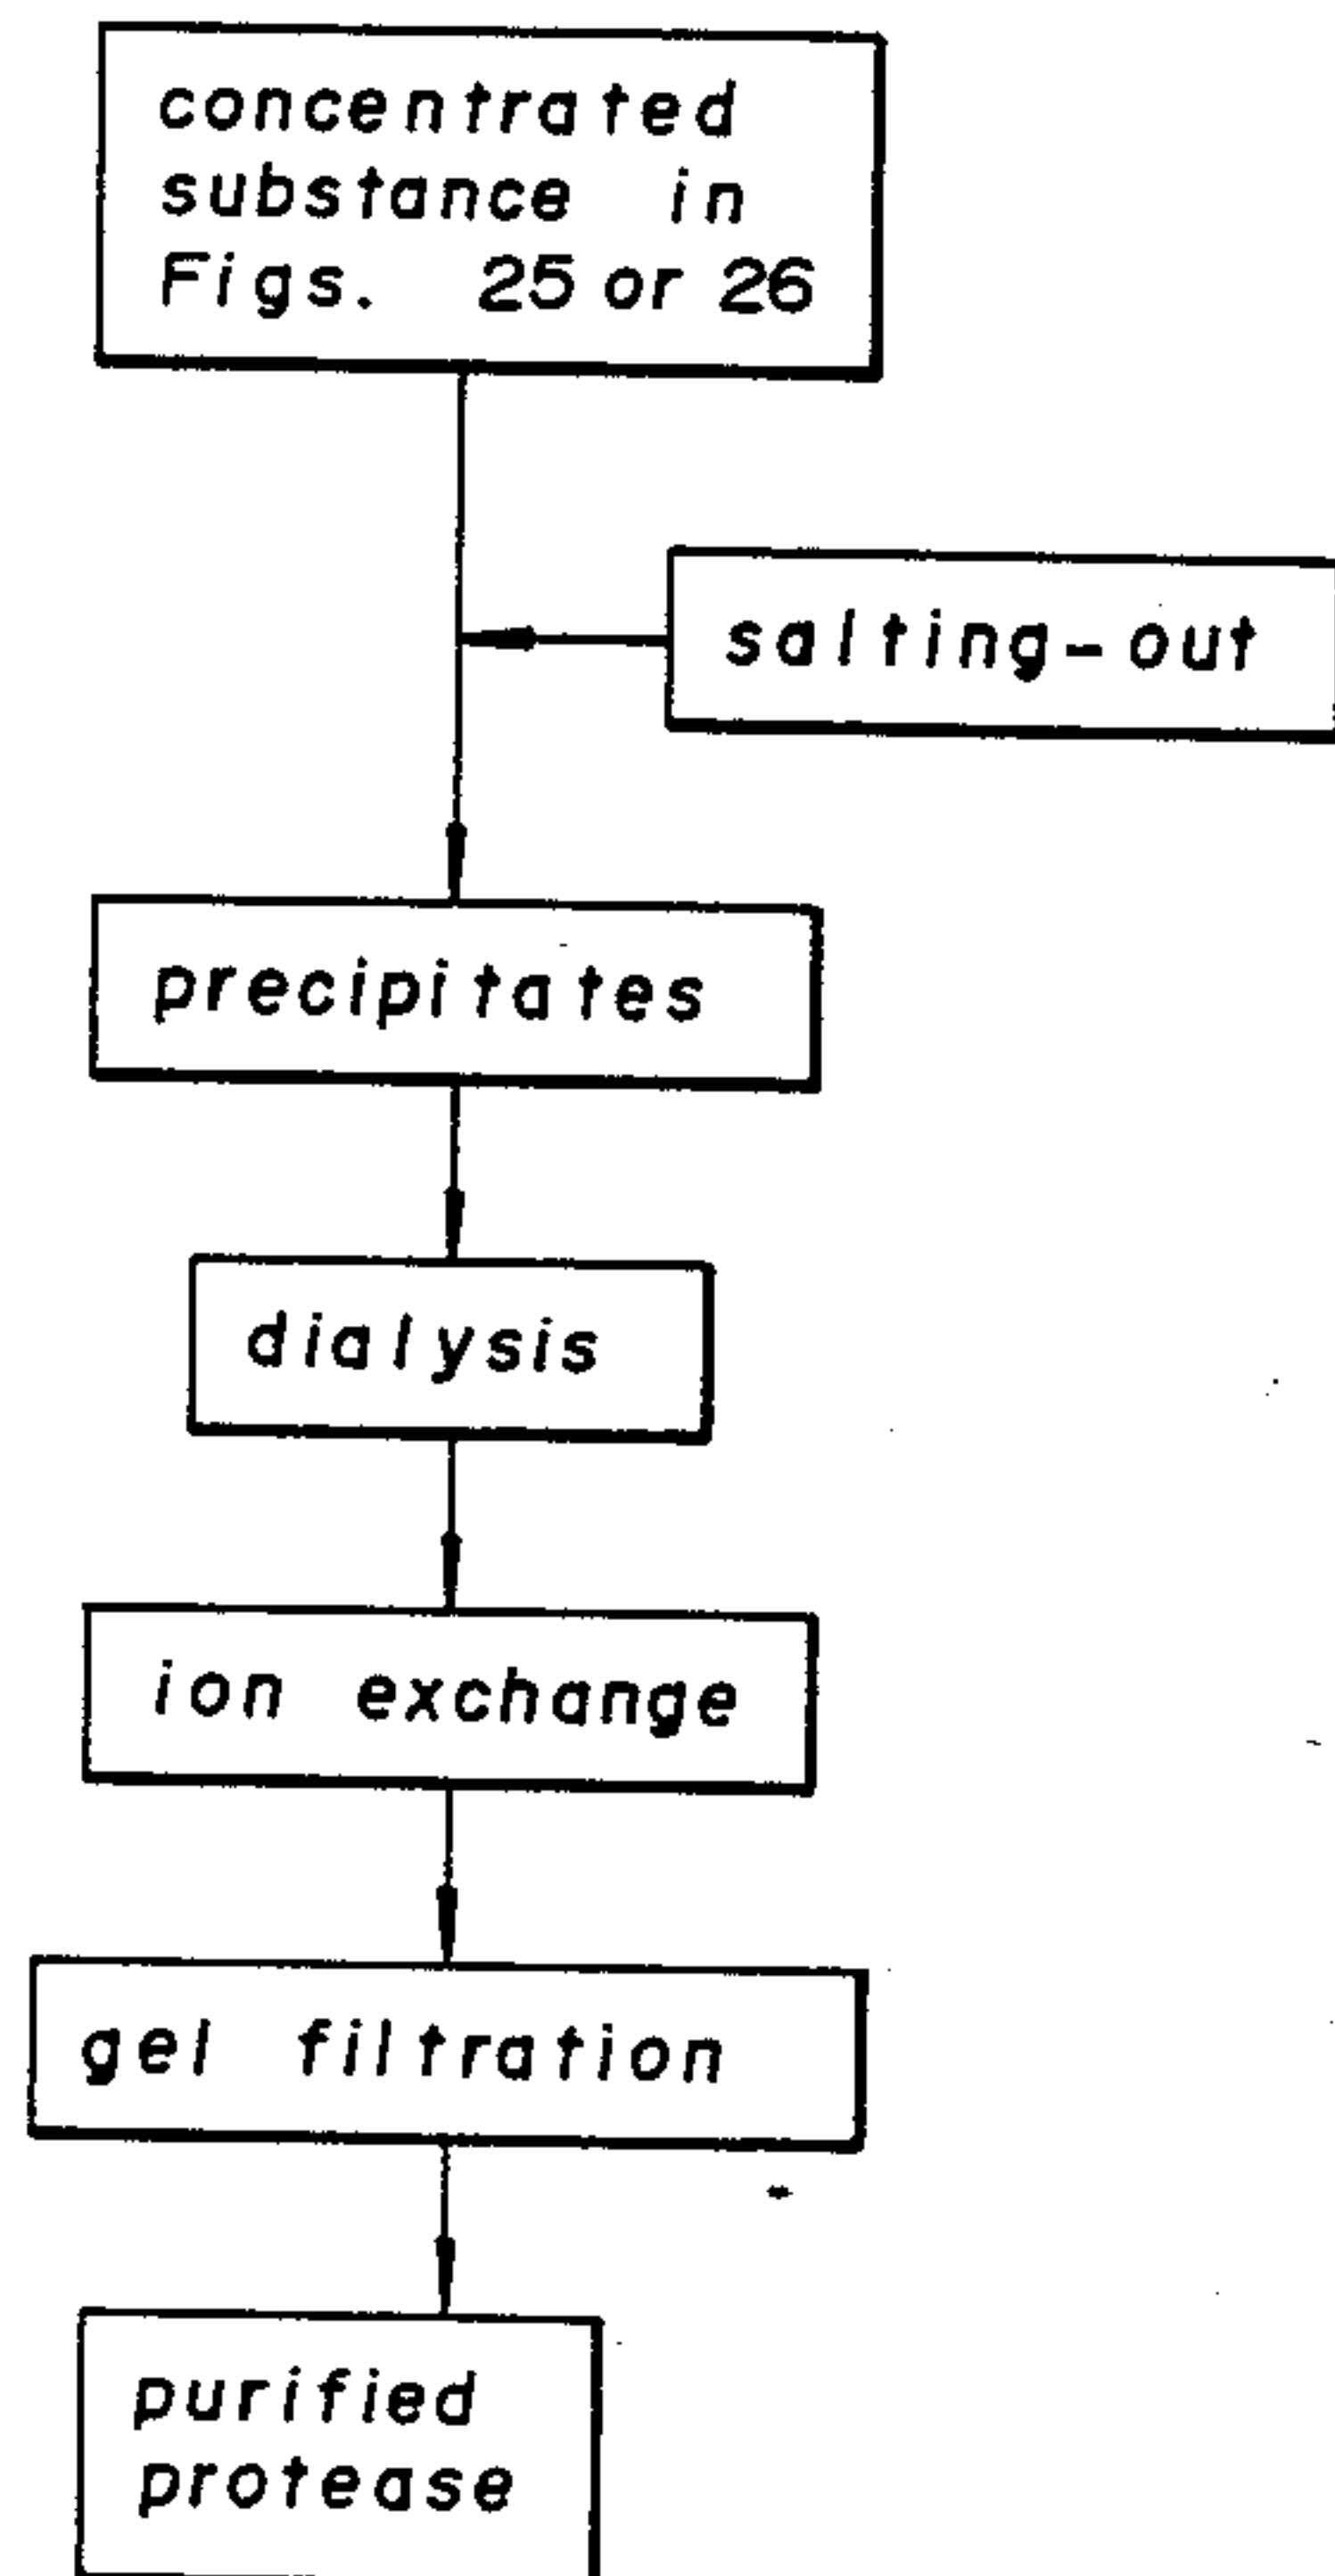 concentrated
substance in
Figs. 25 or 26
salting-out
precipitates
dialysis
ion exchange
gel filtration
purified
protease